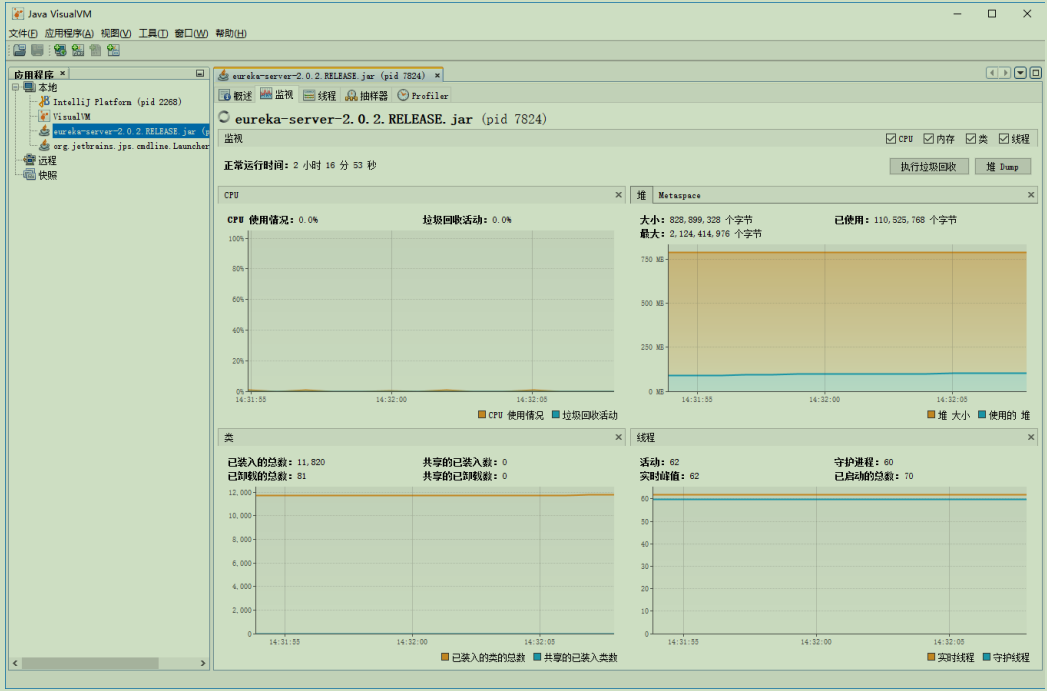 Java VisualVM
文件(F) 应用程序(A) 视图(V) 工具(T) 窗口(W) 帮助(H)
应用程序 ×
本地
IntelliJ Platform (pid 2268)
VisualVM
eureka-server-2.0.2.RELEASE.jar (p
org.jetbrains.jps.cmdline.Launcher
远程
快照
eureka-server-2.0.2.RELEASE.jar (pid 7824) ×
概述 监视 线程 抽样器 Profiler
eureka-server-2.0.2.RELEASE.jar (pid 7824)
监视 CPU 内存 类 线程
正常运行时间: 2 小时 16 分 53 秒 执行垃圾回收 堆 Dump
CPU ×
CPU 使用情况: 0.0% 垃圾回收活动: 0.0%
100%
80%
60%
40%
20%
0%
14:31:55 14:32:00 14:32:05
CPU 使用情况 垃圾回收活动
堆 Metaspace ×
大小: 828,899,328 个字节 已使用: 110,525,768 个字节
最大: 2,124,414,976 个字节
750 MB
500 MB
250 MB
0 MB
14:31:55 14:32:00 14:32:05
堆 大小 使用的 堆
类 ×
已装入的总数: 11,820 共享的已装入数: 0
已卸载的总数: 81 共享的已卸载数: 0
12,000
10,000
8,000
6,000
4,000
2,000
0
14:31:55 14:32:00 14:32:05
已装入的类的总数 共享的已装入类数
线程 ×
活动: 62 守护进程: 60
实时峰值: 62 已启动的总数: 70
60
50
40
30
20
10
0
14:31:55 14:32:00 14:32:05
实时线程 守护线程